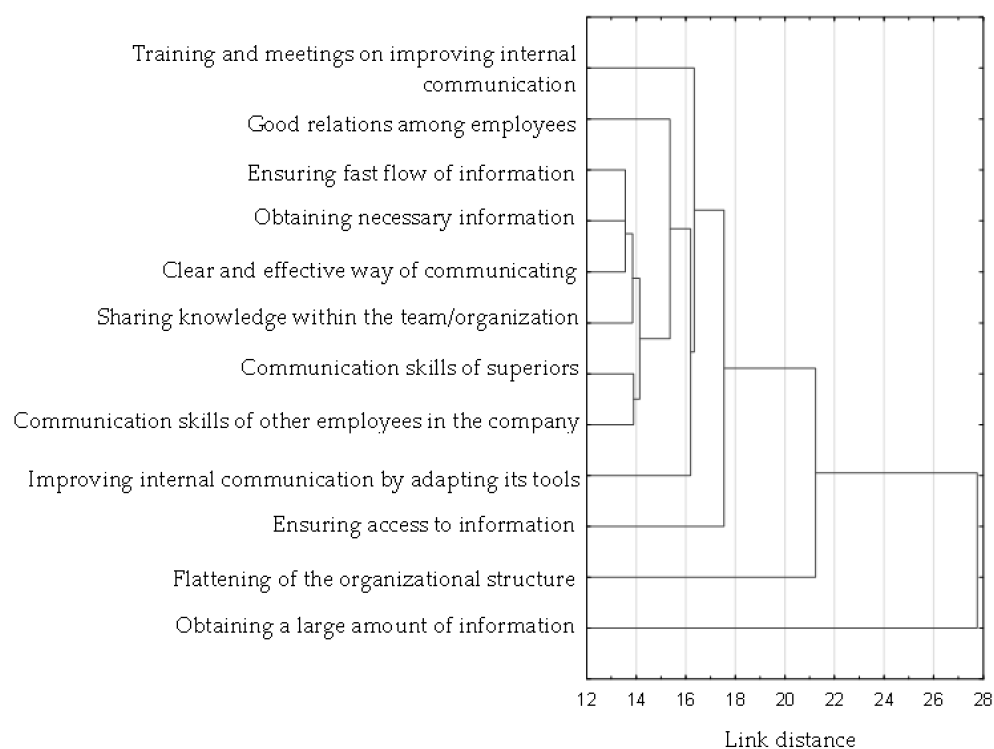 Training and meetings on improving internal
communication
Good relations among employees
Ensuring fast flow of information
Obtaining necessary information
Clear and effective way of communicating
Sharing knowledge within the team/organization
Communication skills of superiors
Communication skills of other employees in the company
Improving internal communication by adapting its tools
Ensuring access to information
Flattening of the organizational structure
Obtaining a large amount of information
12 14 16 18 20 22 24 26 28
Link distance